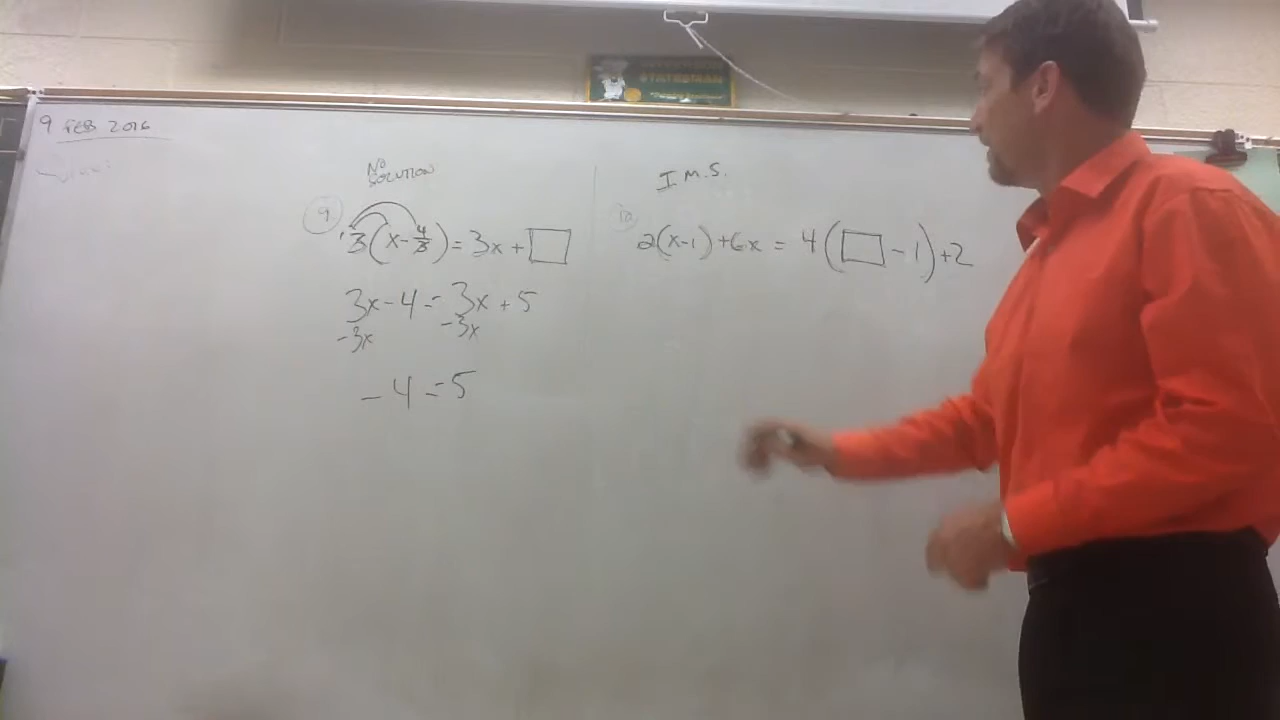 STATESMAN
9 FEB 2016
NO SOLUTION
9 3(x - 4/3) = 3x + □
3x - 4 = 3x + 5
-3x -3x
- 4 = 5
I.M.S.
10 2(x-1) + 6x = 4(□ - 1) + 2